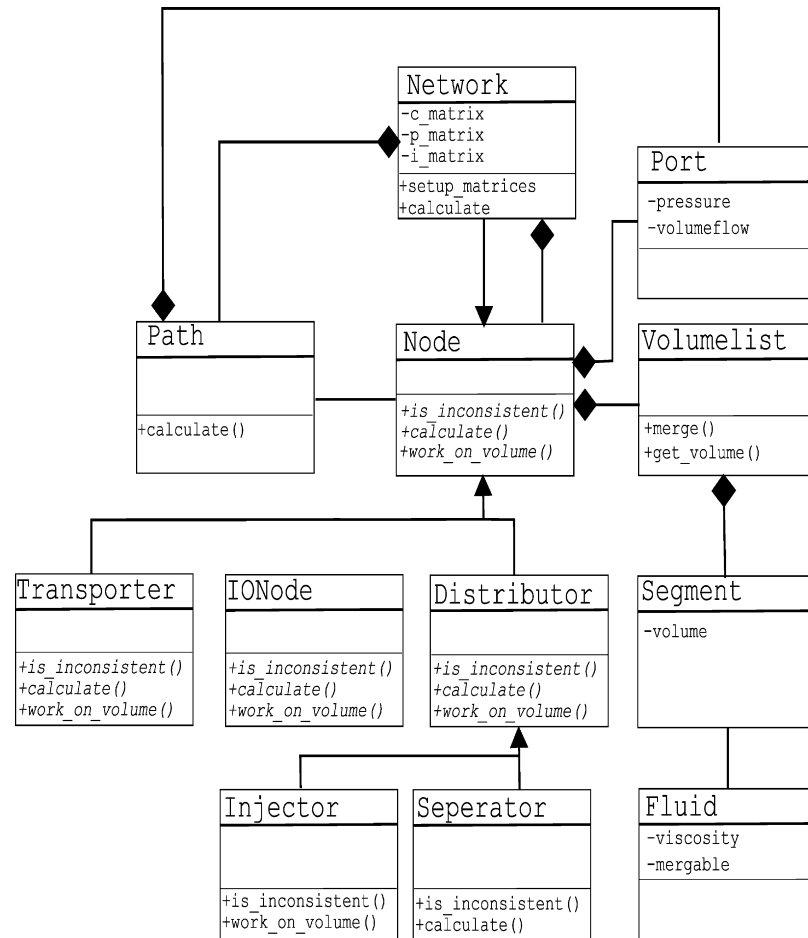 Network
-c_matrix
-p_matrix
-i_matrix
+setup_matrices
+calculate
Port
-pressure
-volumeflow
Path
+calculate()
Node
+is_inconsistent()
+calculate()
+work_on_volume()
Volumelist
+merge()
+get_volume()
Transporter
+is_inconsistent()
+calculate()
+work_on_volume()
IONode
+is_inconsistent()
+calculate()
+work_on_volume()
Distributor
+is_inconsistent()
+calculate()
+work_on_volume()
Segment
-volume
Injector
+is_inconsistent()
+work_on_volume()
Seperator
+is_inconsistent()
+calculate()
Fluid
-viscosity
-mergable